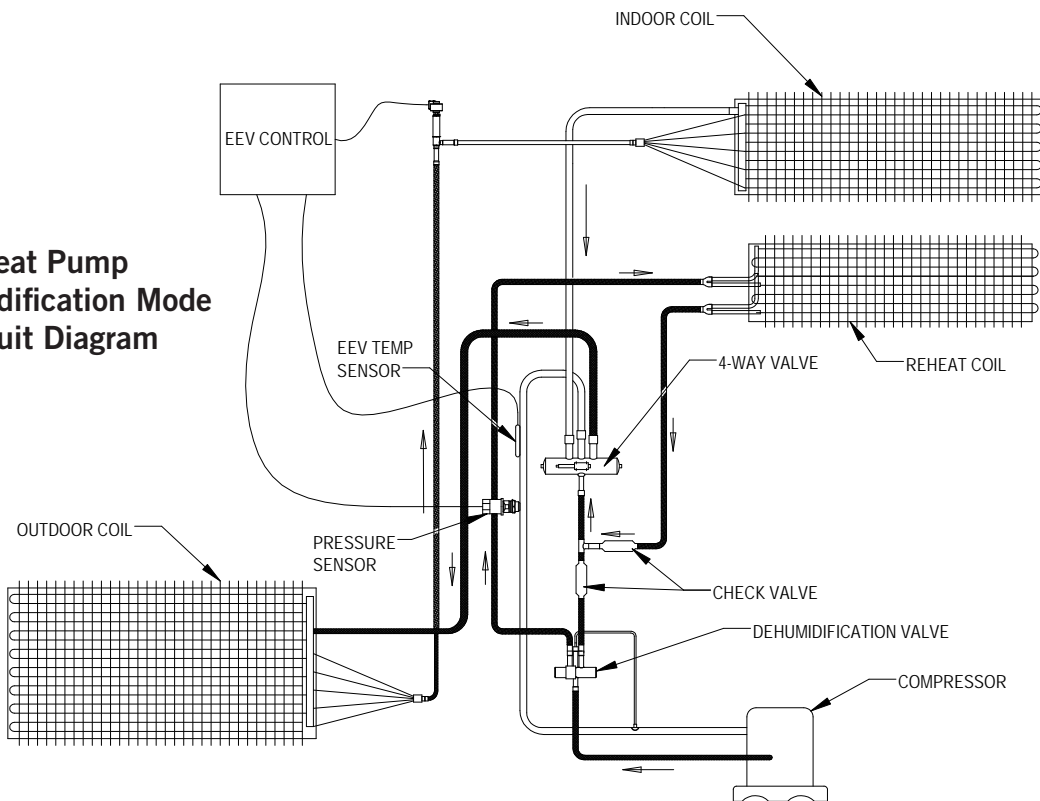 INDOOR COIL
EEV CONTROL
eat Pump
dification Mode
uit Diagram
EEV TEMP
SENSOR
4-WAY VALVE
REHEAT COIL
OUTDOOR COIL
PRESSURE
SENSOR
CHECK VALVE
DEHUMIDIFICATION VALVE
COMPRESSOR